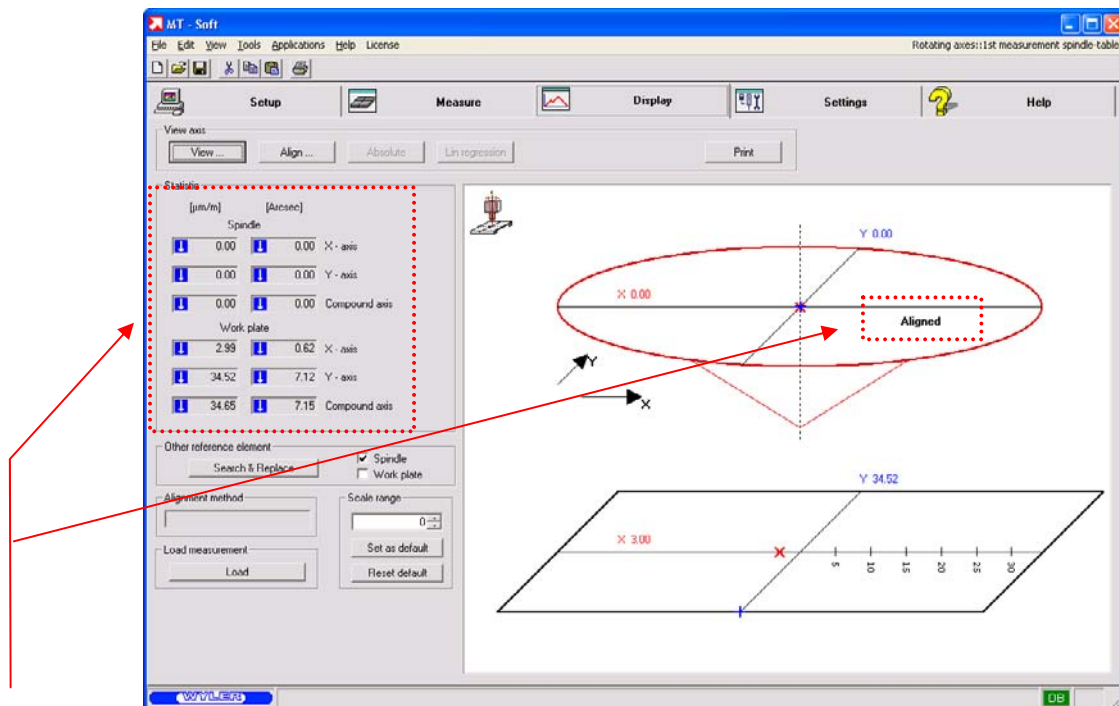 MT - Soft
File Edit View Tools Applications Help License
Rotating axes::1st measurement spindle-table
Setup
Measure
Display
Settings
Help
View axis
View ...
Align ...
Absolute
Lin regression
Print
Statistic
[µm/m] [Arcsec]
Spindle
0.00 0.00 X - axis
0.00 0.00 Y - axis
0.00 0.00 Compound axis
Work plate
2.99 0.62 X - axis
34.52 7.12 Y - axis
34.65 7.15 Compound axis
Other reference element
Search & Replace
Spindle
Work plate
Alignment method
Scale range
0
Set as default
Reset default
Load measurement
Load
Y 0.00
X 0.00
Aligned
Y
X
Y 34.52
X 3.00
5 10 15 20 25 30
WYLER
DB